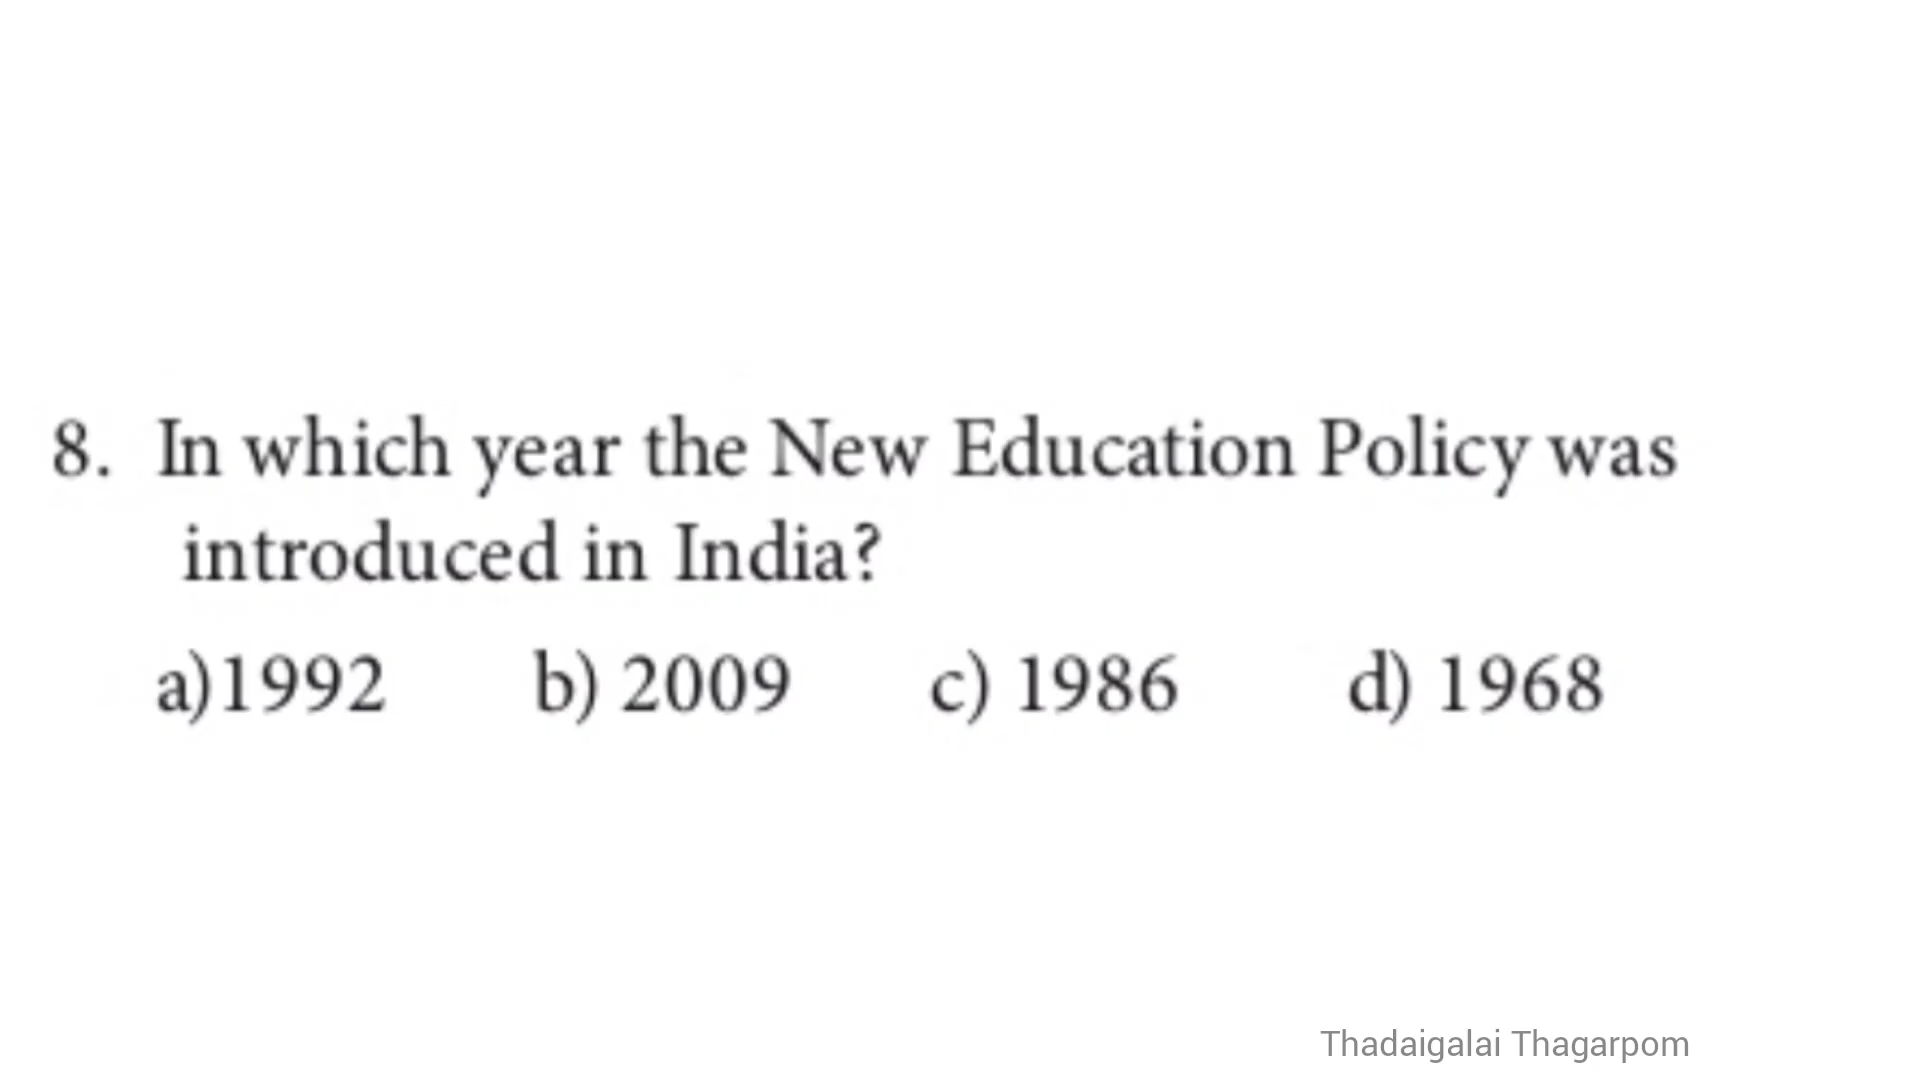 8. In which year the New Education Policy was
introduced in India?
a)1992 b) 2009 c) 1986 d) 1968
Thadaigalai Thagarpom